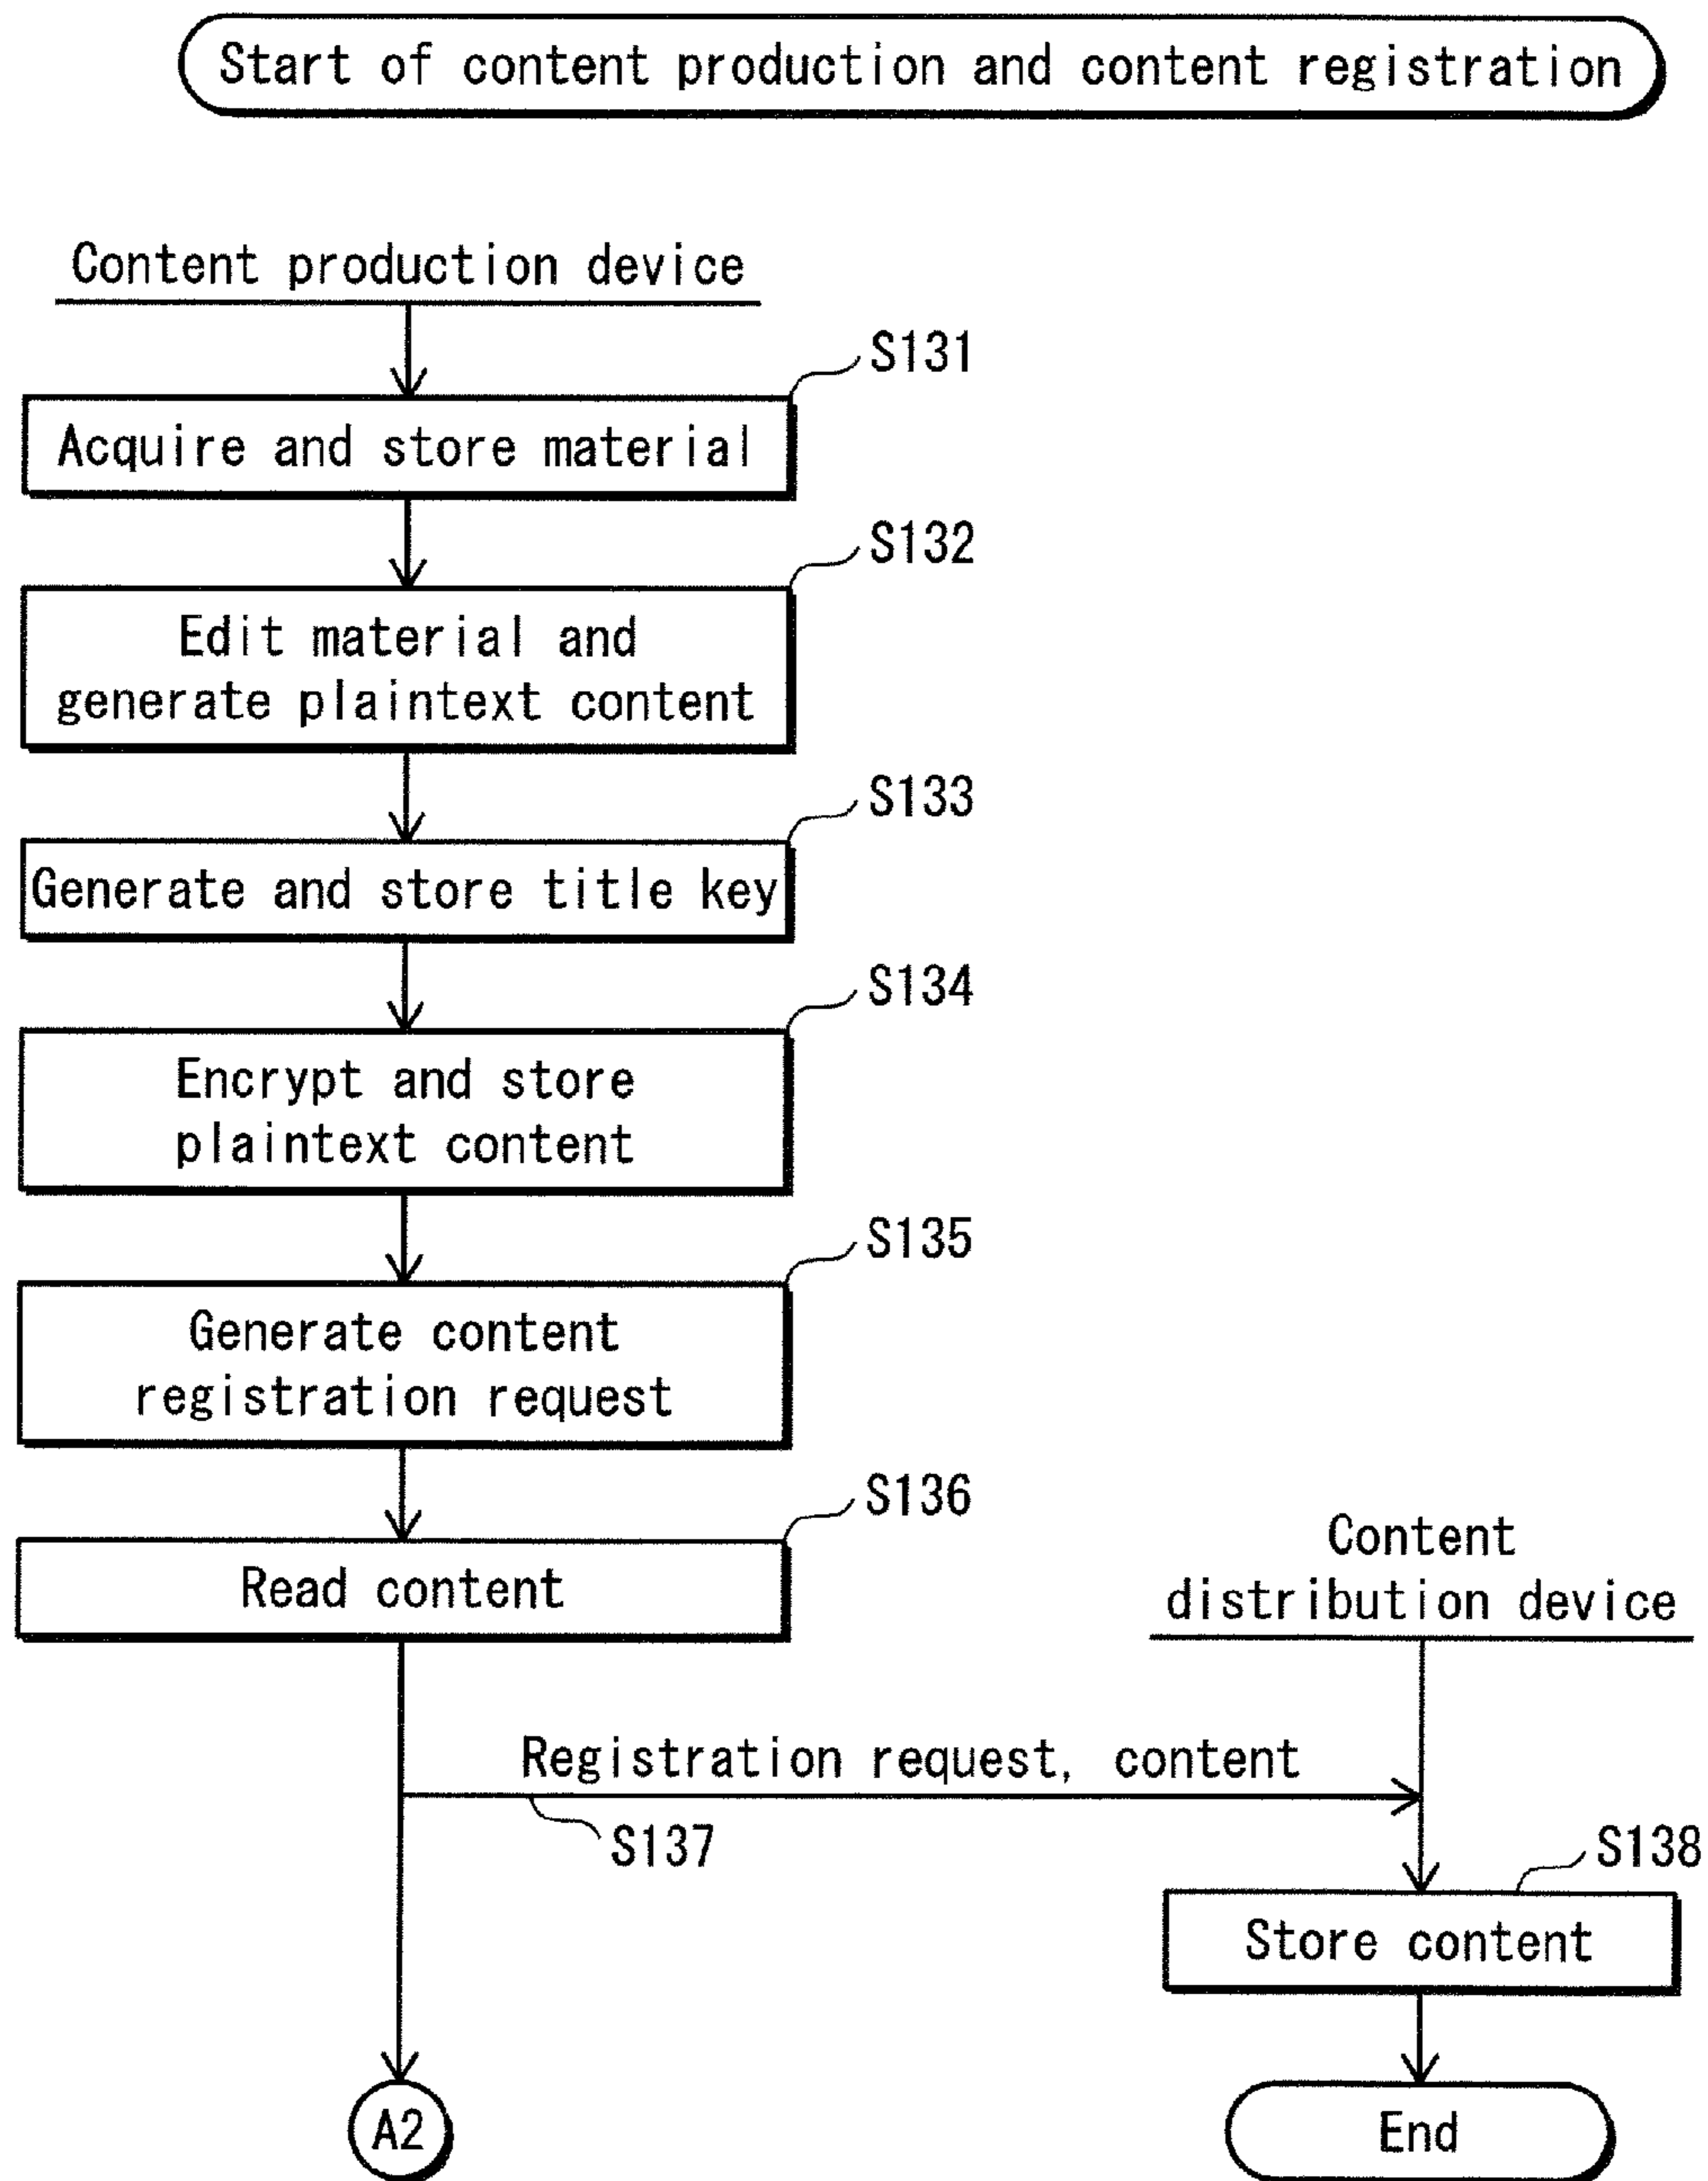 Start of content production and content registration
Content production device
S131
Acquire and store material
S132
Edit material and
generate plaintext content
S133
Generate and store title key
S134
Encrypt and store
plaintext content
S135
Generate content
registration request
S136
Read content
Content
distribution device
Registration request, content
S137
S138
Store content
A2
End